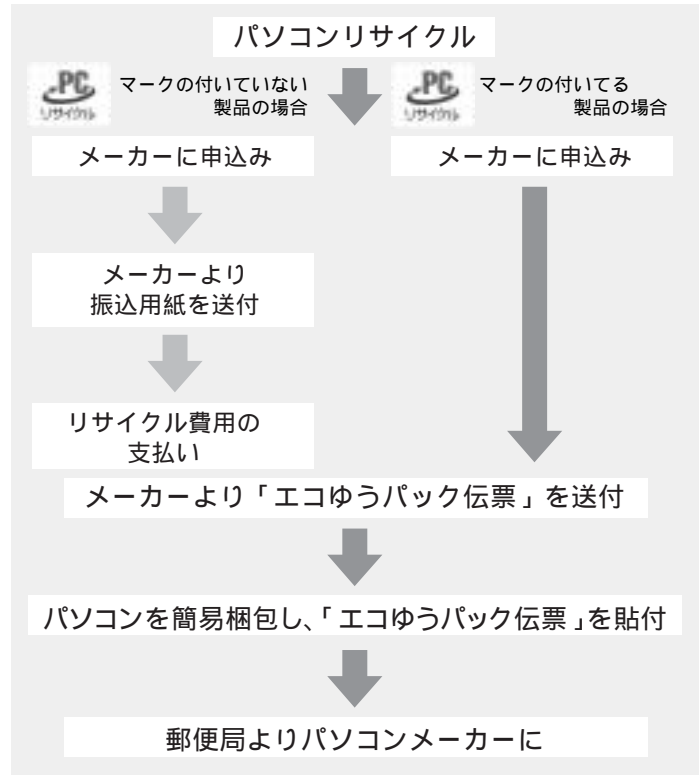 パソコンリサイクル
PC
リサイクル
マークの付いていない
製品の場合
PC
リサイクル
マークの付いてる
製品の場合
メーカーに申込み
メーカーに申込み
メーカーより
振込用紙を送付
リサイクル費用の
支払い
メーカーより「エコゆうパック伝票」を送付
パソコンを簡易梱包し、「エコゆうパック伝票」を貼付
郵便局よりパソコンメーカーに